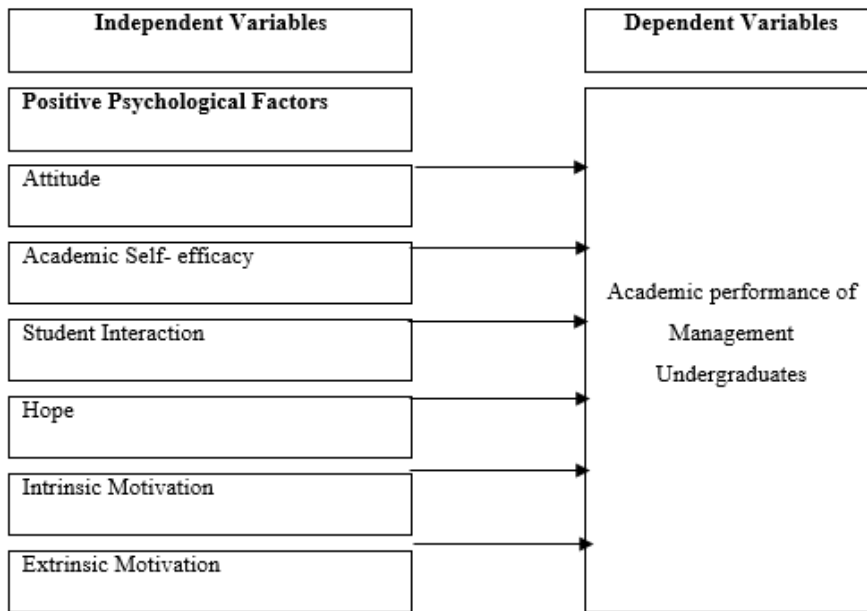 Independent Variables
Dependent Variables
Positive Psychological Factors
Attitude
Academic Self- efficacy
Student Interaction
Hope
Intrinsic Motivation
Extrinsic Motivation
Academic performance of
Management
Undergraduates